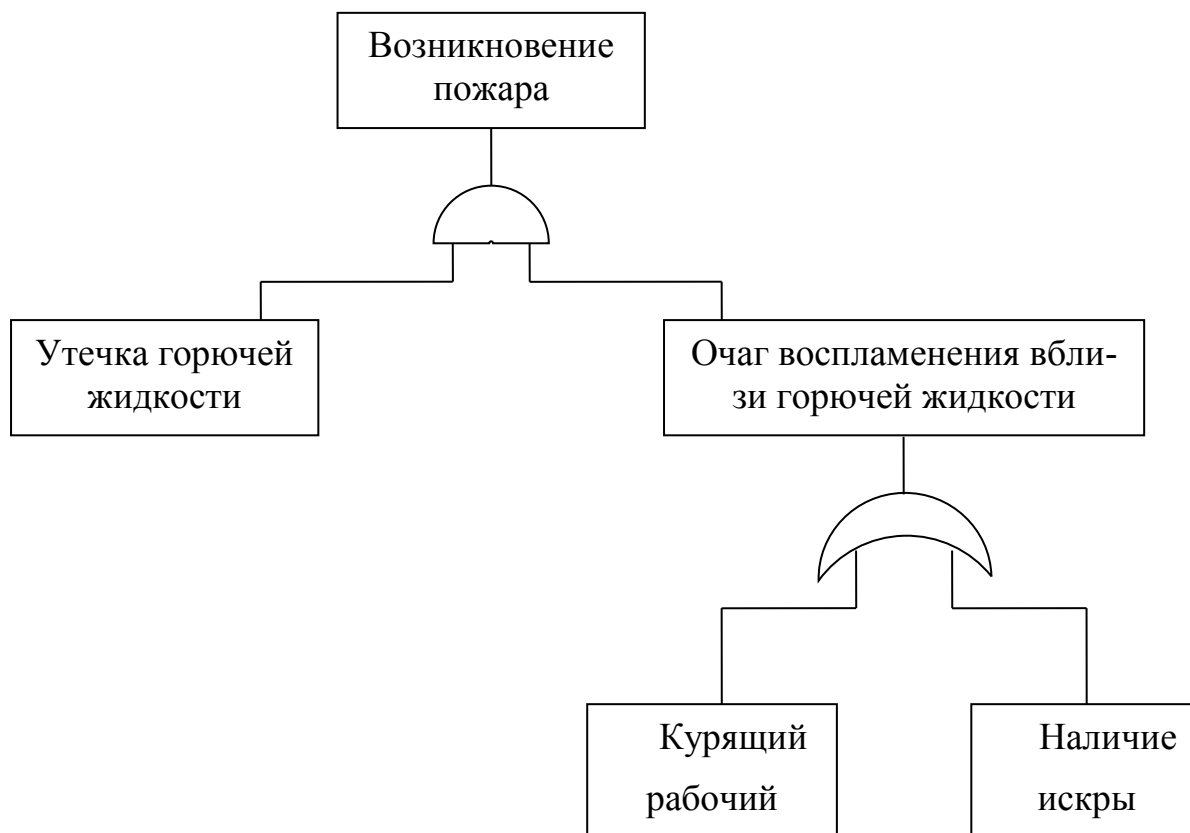 Возникновение
пожара
Утечка горючей
жидкости
Очаг воспламенения вбли-
зи горючей жидкости
Курящий
рабочий
Наличие
искры